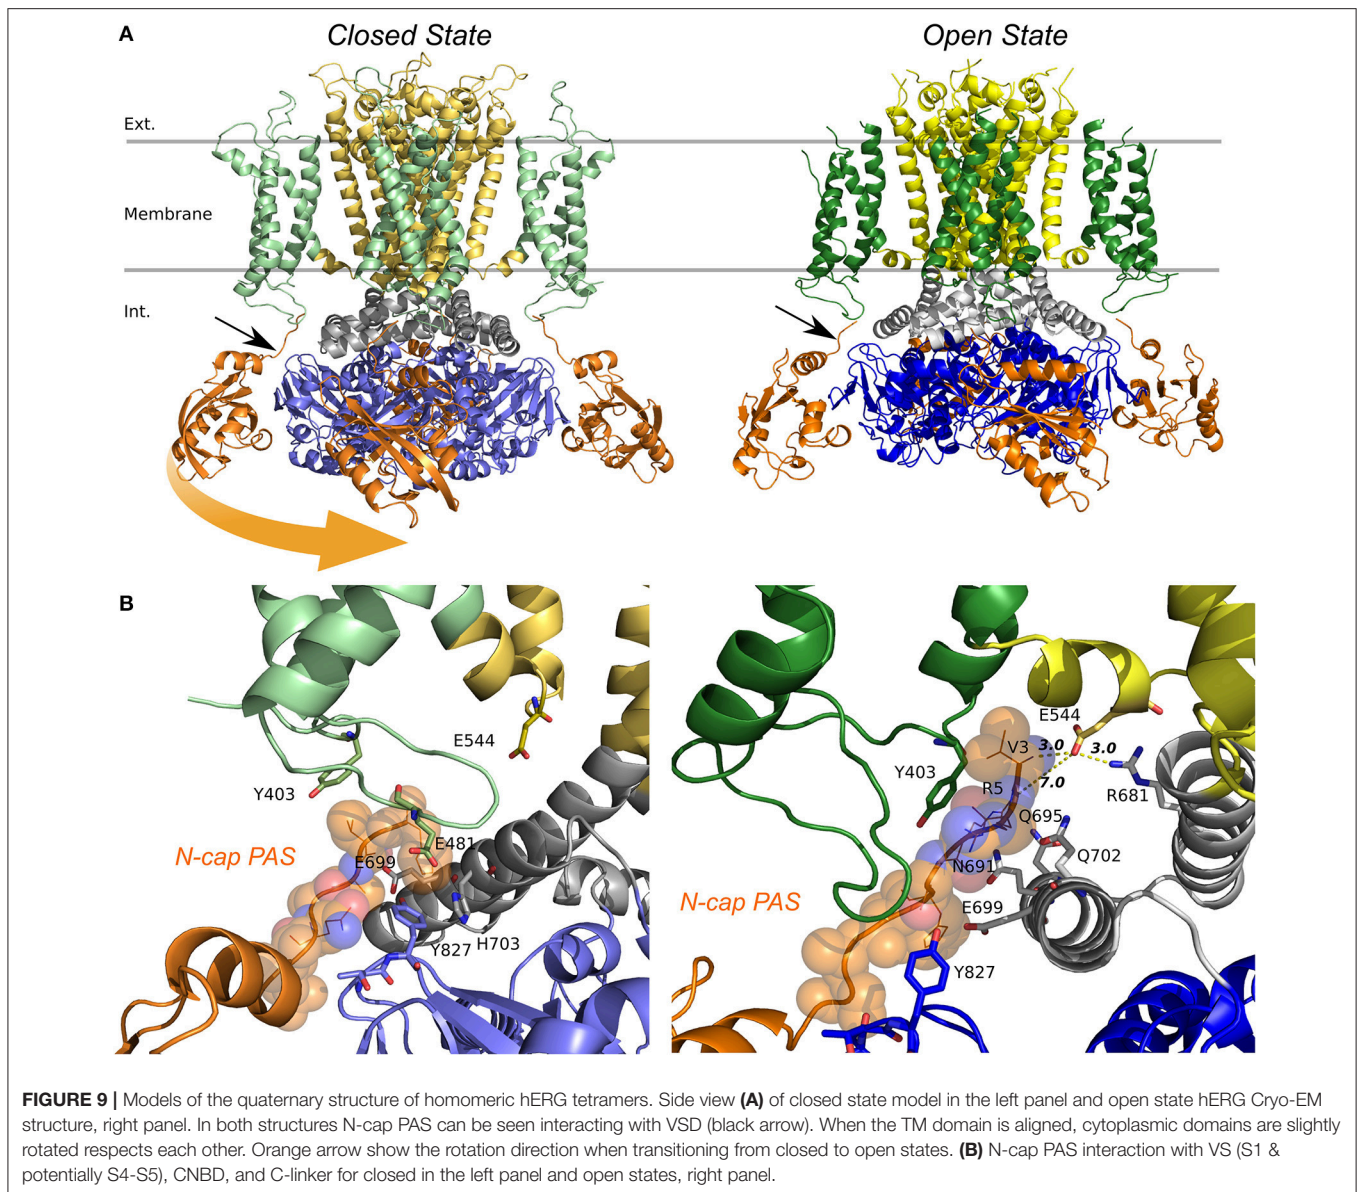 A
Closed State
Open State
Ext.
Membrane
Int.
B
E544
Y403
E481
E699
N-cap PAS
Y827
H703
E544
V3
3.0
3.0
Y403
7.0
R5
R681
Q695
N691
Q702
N-cap PAS
E699
Y827
FIGURE 9 | Models of the quaternary structure of homomeric hERG tetramers. Side view (A) of closed state model in the left panel and open state hERG Cryo-EM
structure, right panel. In both structures N-cap PAS can be seen interacting with VSD (black arrow). When the TM domain is aligned, cytoplasmic domains are slightly
rotated respects each other. Orange arrow show the rotation direction when transitioning from closed to open states. (B) N-cap PAS interaction with VS (S1 &
potentially S4-S5), CNBD, and C-linker for closed in the left panel and open states, right panel.